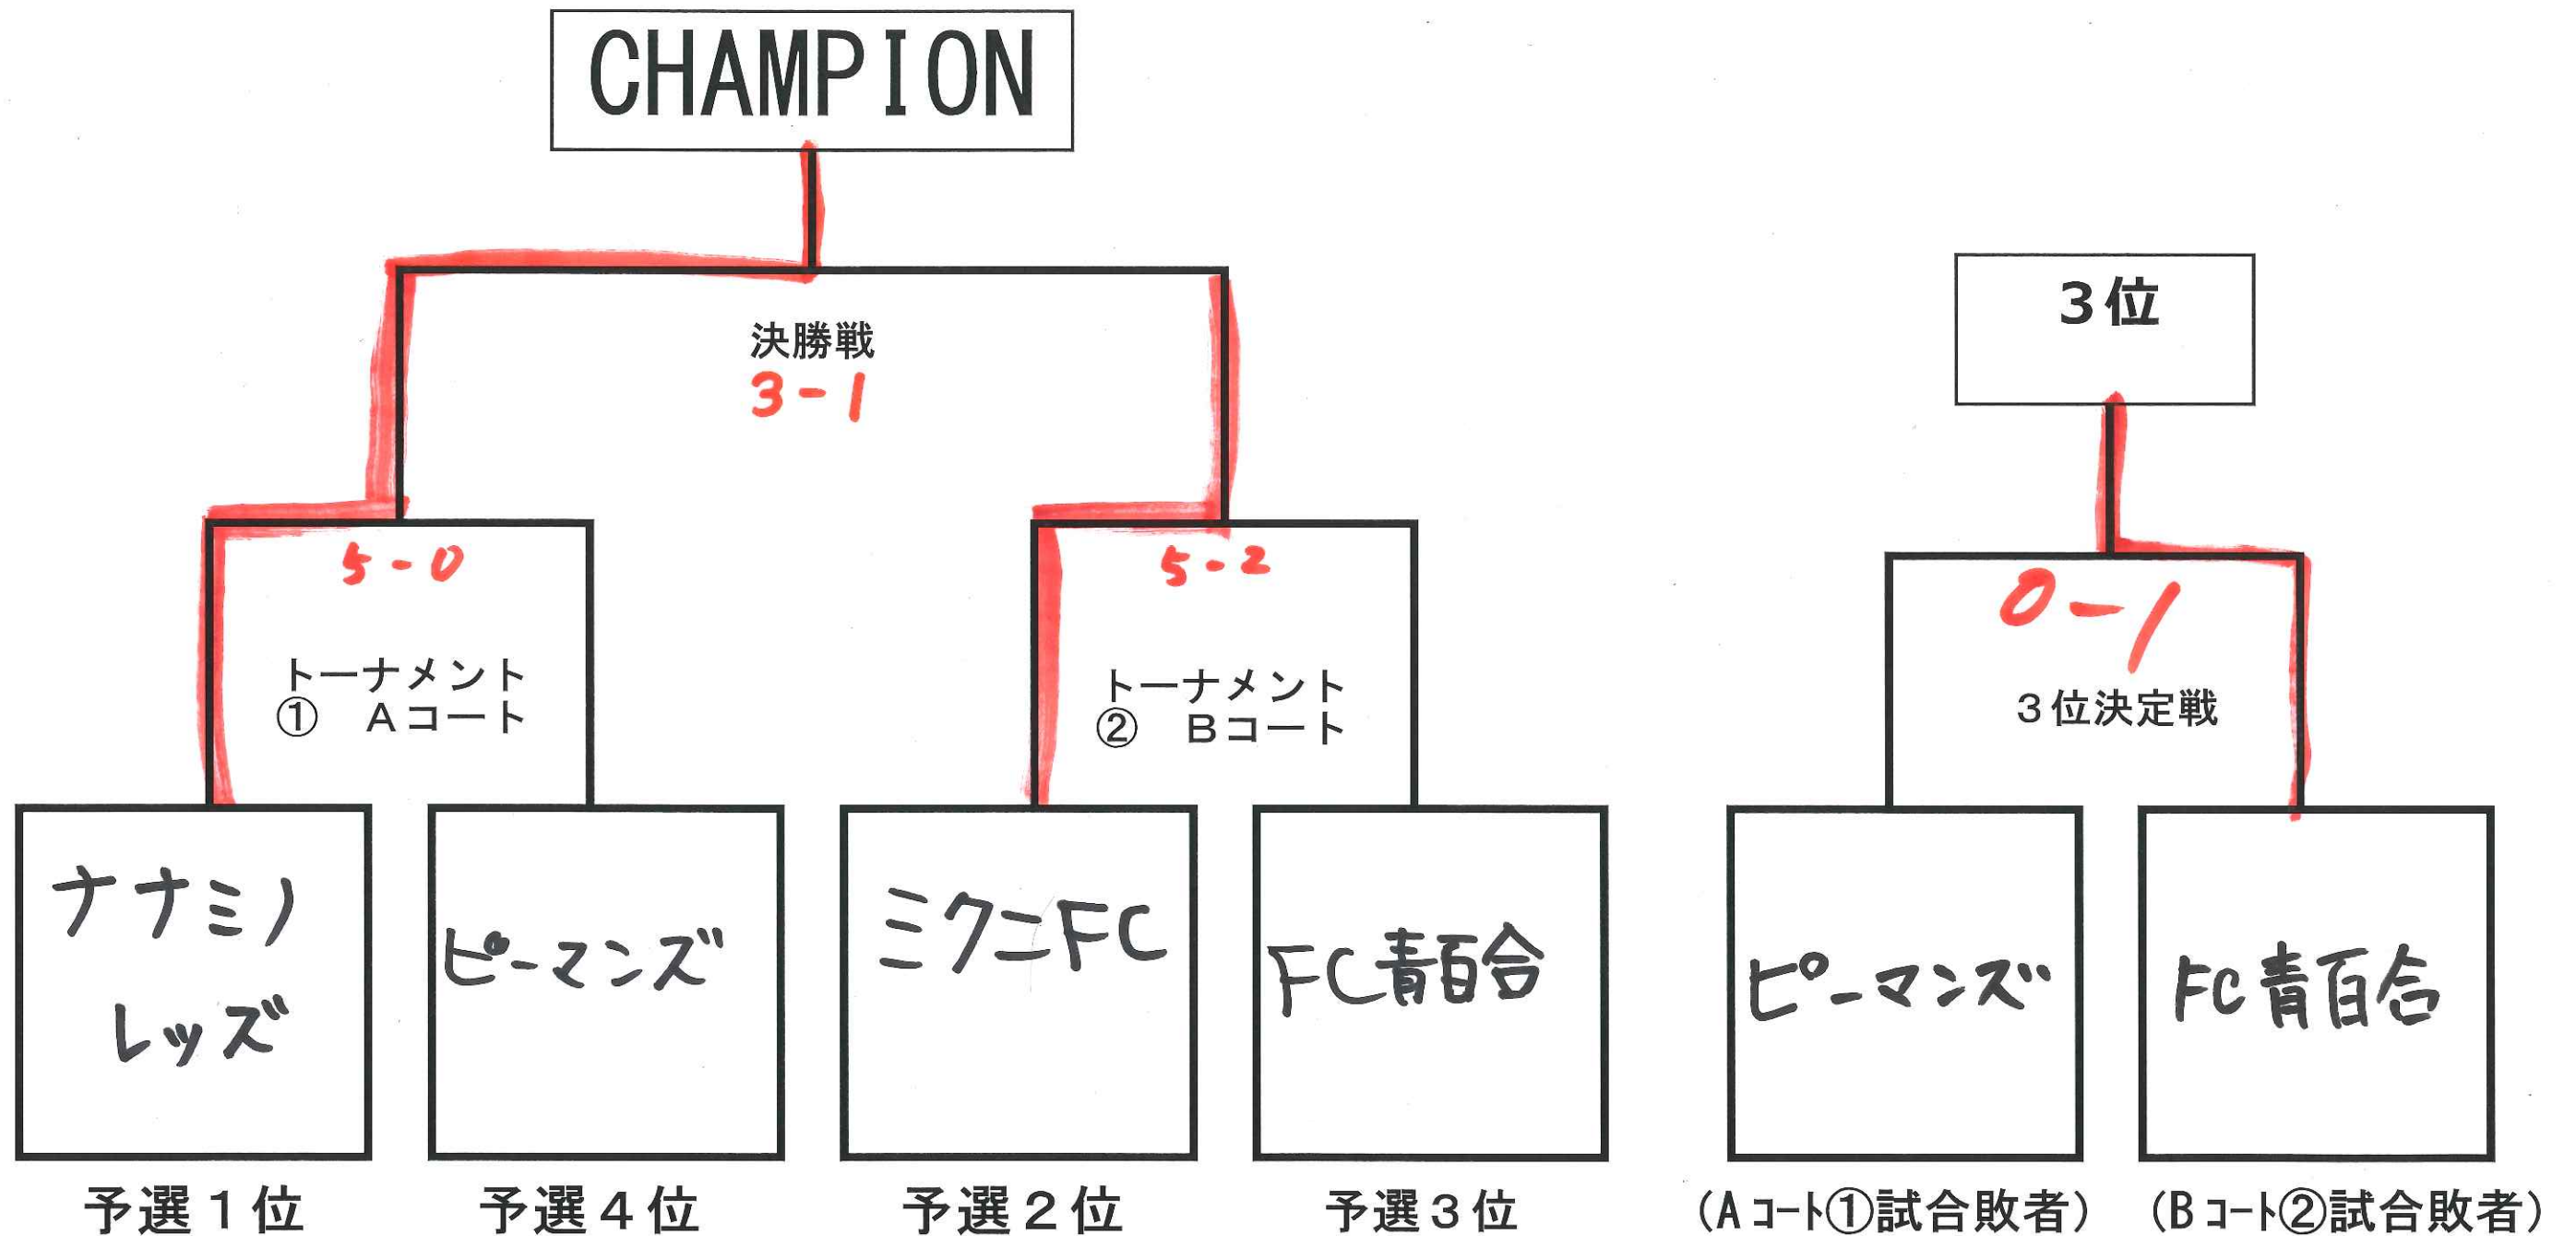 CHAMPION
決勝戦
3-1
5-0
トーナメント
① Aコート
5-2
トーナメント
② Bコート
ナナミノ
レッズ
ピーマンズ
ミクニFC
FC青百合
予選1位
予選4位
予選2位
予選3位
3位
0-1
3位決定戦
ピーマンズ
FC青百合
(Aコート①試合敗者)
(Bコート②試合敗者)